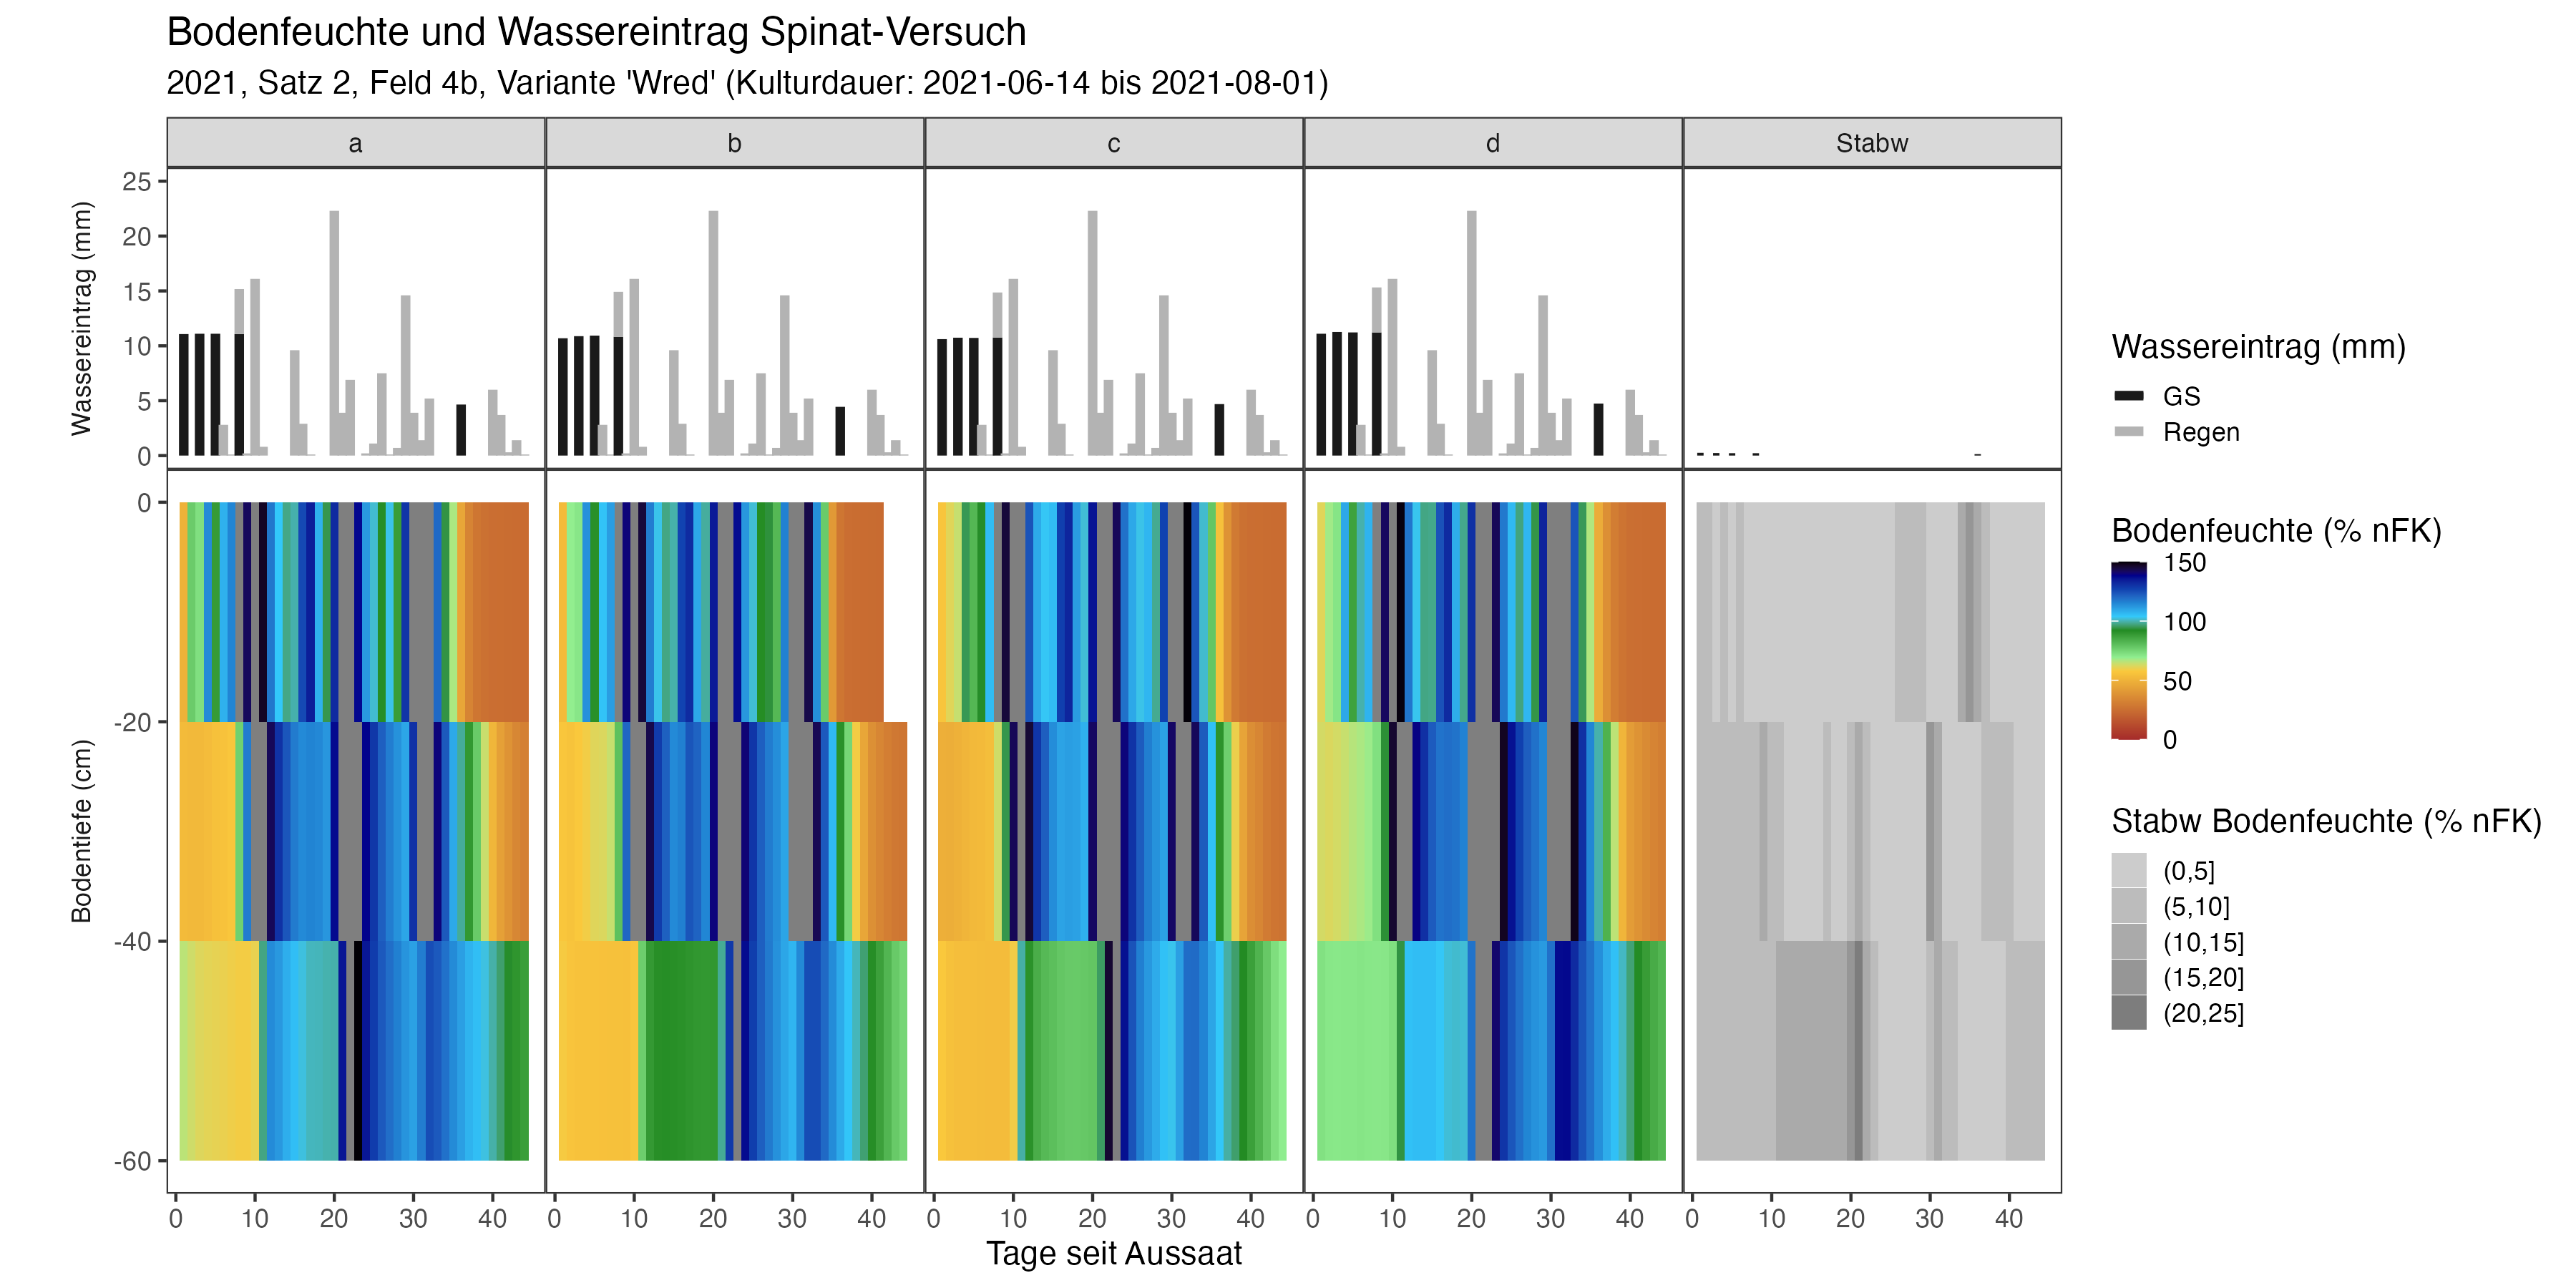 Bodenfeuchte und Wassereintrag Spinat-Versuch
2021, Satz 2, Feld 4b, Variante 'Wred' (Kulturdauer: 2021-06-14 bis 2021-08-01)
a b c d Stabw
Wassereintrag (mm)
25
20
15
10
5
0
Bodentiefe (cm)
0
-20
-40
-60
0 10 20 30 40 0 10 20 30 40 0 10 20 30 40 0 10 20 30 40 0 10 20 30 40
Tage seit Aussaat
Wassereintrag (mm)
GS
Regen
Bodenfeuchte (% nFK)
150
100
50
0
Stabw Bodenfeuchte (% nFK)
(0,5]
(5,10]
(10,15]
(15,20]
(20,25]